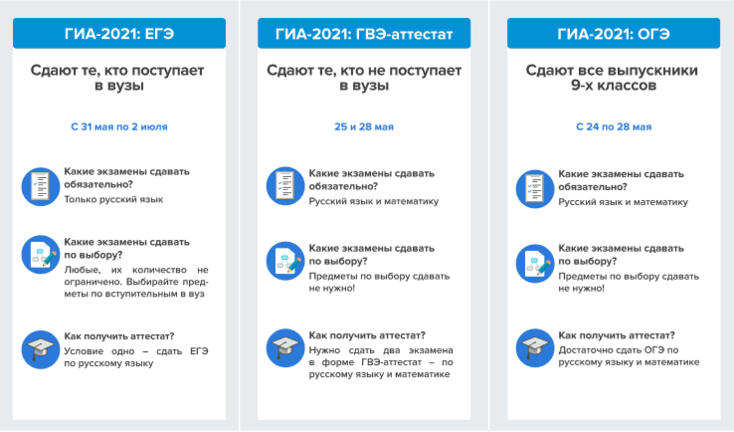 ГИА-2021: ЕГЭ
Сдают те, кто поступает
в вузы
С 31 мая по 2 июля
Какие экзамены сдавать
обязательно?
Только русский язык
Какие экзамены сдавать
по выбору?
Любые, их количество не
ограничено. Выбирайте пред-
меты по вступительным в вуз
Как получить аттестат?
Условие одно – сдать ЕГЭ
по русскому языку
ГИА-2021: ГВЭ-аттестат
Сдают те, кто не поступает
в вузы
25 и 28 мая
Какие экзамены сдавать
обязательно?
Русский язык и математику
Какие экзамены сдавать
по выбору?
Предметы по выбору сдавать
не нужно!
Как получить аттестат?
Нужно сдать два экзамена
в форме ГВЭ-аттестат – по
русскому языку и математике
ГИА-2021: ОГЭ
Сдают все выпускники
9-х классов
С 24 по 28 мая
Какие экзамены сдавать
обязательно?
Русский язык и математику
Какие экзамены сдавать
по выбору?
Предметы по выбору сдавать
не нужно!
Как получить аттестат?
Достаточно сдать ОГЭ по
русскому языку и математике